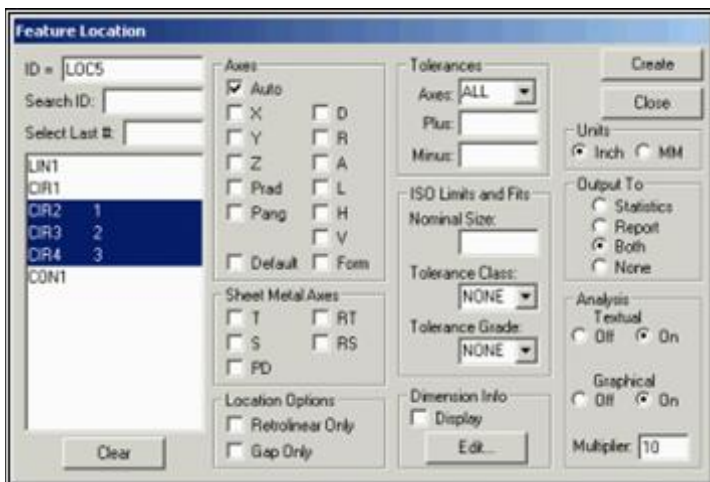 Feature Location
ID = LOC5
Search ID:
Select Last #:
LIN1
CIR1
CIR2 1
CIR3 2
CIR4 3
CON1
Clear
Axes
Auto
X D
Y R
Z A
Prad L
Pang H
V
Default Form
Sheet Metal Axes
T RT
S RS
PD
Location Options
Retrolinear Only
Gap Only
Tolerances
Axes: ALL
Plus:
Minus:
ISO Limits and Fits
Nominal Size:
Tolerance Class:
NONE
Tolerance Grade:
NONE
Dimension Info
Display
Edit...
Create
Close
Units
Inch MM
Output To
Statistics
Report
Both
None
Analysis
Textual
Off On
Graphical
Off On
Multiplier: 10